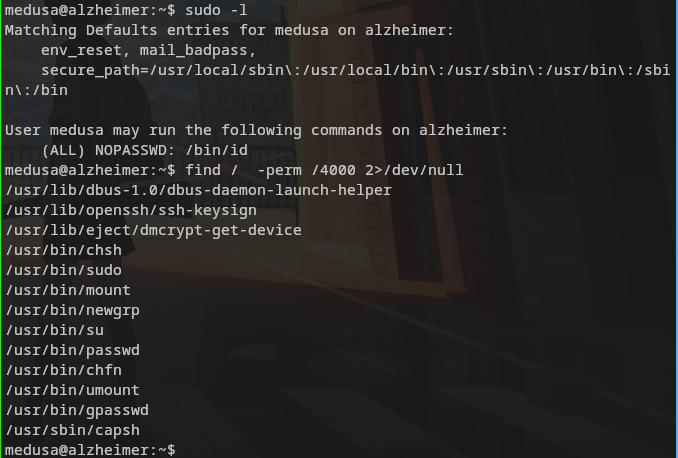 medusa@alzheimer:~$ sudo -l
Matching Defaults entries for medusa on alzheimer:
    env_reset, mail_badpass,
    secure_path=/usr/local/sbin\:/usr/local/bin\:/usr/sbin\:/usr/bin\:/sbi
n\:/bin

User medusa may run the following commands on alzheimer:
    (ALL) NOPASSWD: /bin/id
medusa@alzheimer:~$ find /  -perm /4000 2>/dev/null
/usr/lib/dbus-1.0/dbus-daemon-launch-helper
/usr/lib/openssh/ssh-keysign
/usr/lib/eject/dmcrypt-get-device
/usr/bin/chsh
/usr/bin/sudo
/usr/bin/mount
/usr/bin/newgrp
/usr/bin/su
/usr/bin/passwd
/usr/bin/chfn
/usr/bin/umount
/usr/bin/gpasswd
/usr/sbin/capsh
medusa@alzheimer:~$
ENTER